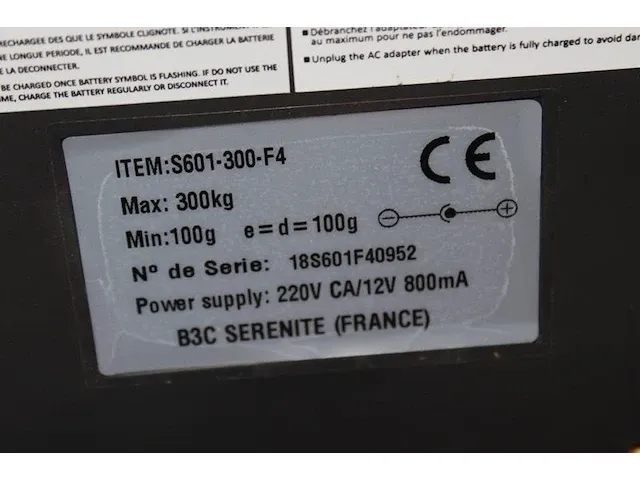 RECHARGEE DES QUE LE SYMBOLE CLIGNOTE. SI L'INSTRUMENT
NE LONGUE PERIODE, IL EST RECOMMANDE DE CHARGER LA BATTERIE
LA DECONNECTER.
BE CHARGED ONCE BATTERY SYMBOL IS FLASHING. IF DO NOT USE THE
ME, CHARGE THE BATTERY REGULARLY OR DISCONNECT IT.
■ Débranchez l'adaptateur
au maximum pour ne pas l'endommager.
■ Unplug the AC adapter when the battery is fully charged to avoid dam
ITEM:S601-300-F4
CE
Max: 300kg
Min:100g e=d=100g
N° de Serie: 18S601F40952
Power supply: 220V CA/12V 800mA
B3C SERENITE (FRANCE)